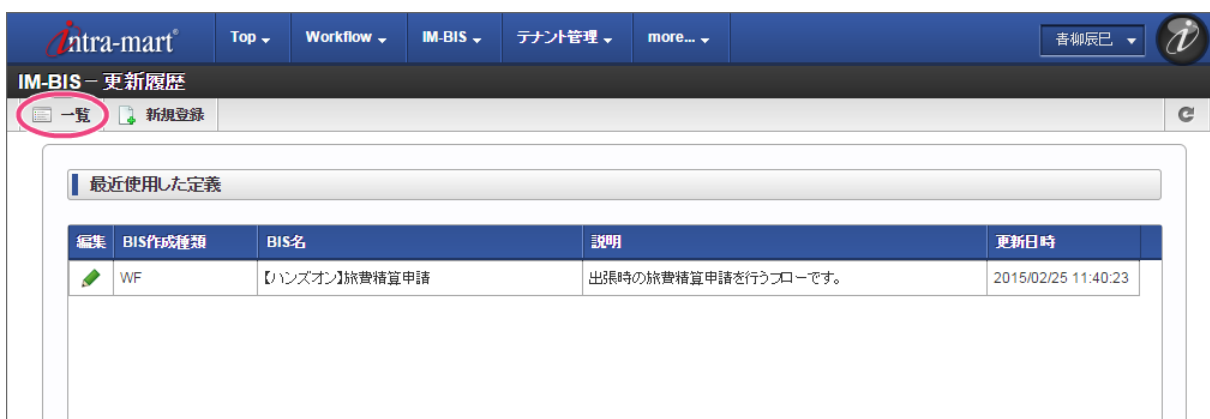 intra-mart® Top Workflow IM-BIS テナント管理 more... 青柳辰巳
IM-BIS－更新履歴
一覧 新規登録
最近使用した定義
編集 BIS作成種類 BIS名 説明 更新日時
WF 【ハンズオン】旅費精算申請 出張時の旅費精算申請を行うフローです。 2015/02/25 11:40:23